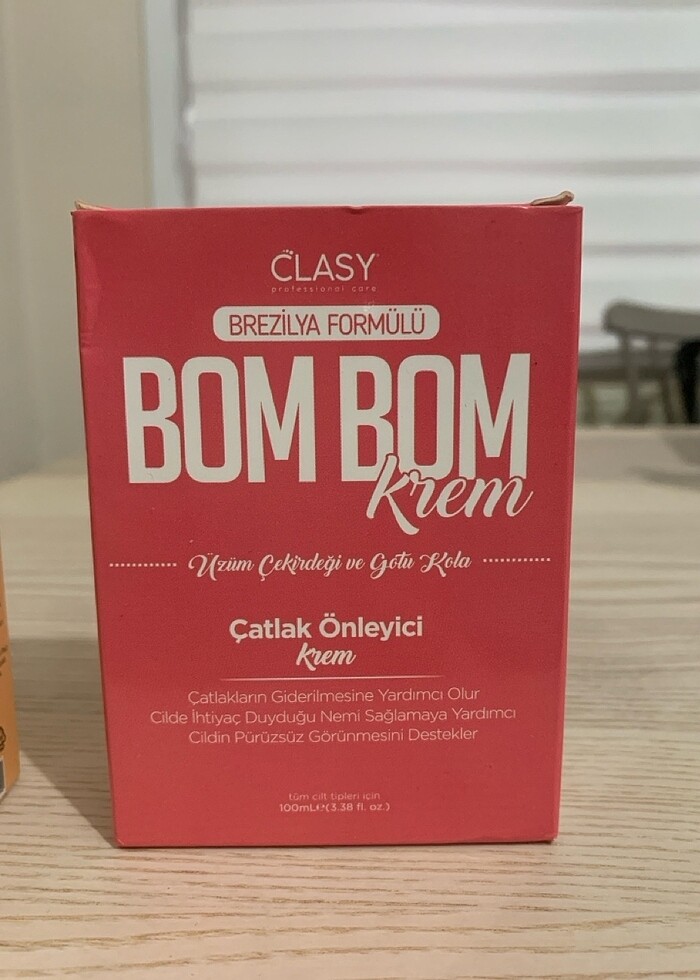 CLASY
professional care
BREZİLYA FORMÜLÜ
BOM BOM
krem
Üzüm Çekirdeği ve Gotu Kola
Çatlak Önleyici
krem
Çatlakların Giderilmesine Yardımcı Olur
Cilde İhtiyaç Duyduğu Nemi Sağlamaya Yardımcı
Cildin Pürüzsüz Görünmesini Destekler
tüm cilt tipleri için
100mL℮(3.38 fl. oz.)